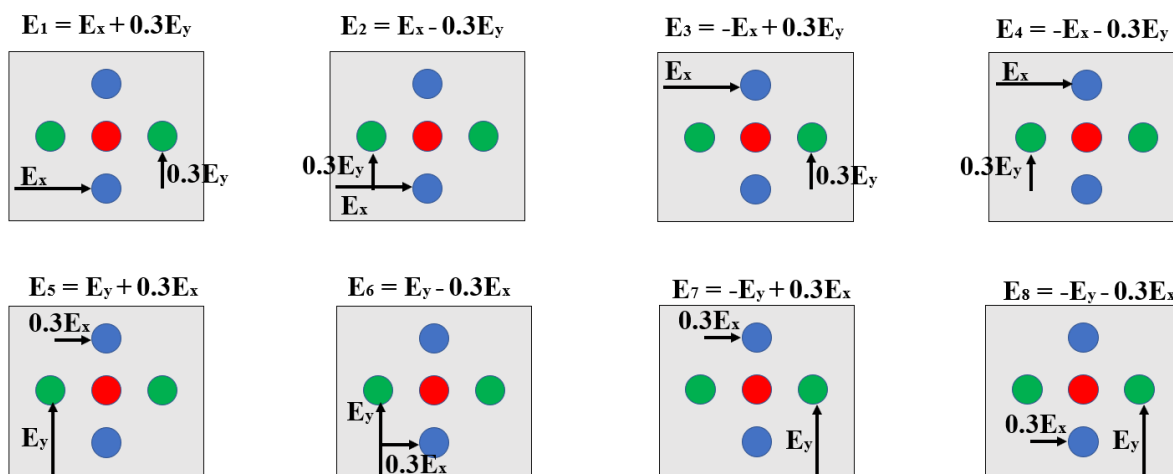 E₁ = Eₓ + 0.3Eᵧ
E₂ = Eₓ - 0.3Eᵧ
E₃ = -Eₓ + 0.3Eᵧ
E₄ = -Eₓ - 0.3Eᵧ
Eₓ
0.3Eᵧ
0.3Eᵧ
Eₓ
Eₓ
0.3Eᵧ
Eₓ
0.3Eᵧ
E₅ = Eᵧ + 0.3Eₓ
E₆ = Eᵧ - 0.3Eₓ
E₇ = -Eᵧ + 0.3Eₓ
E₈ = -Eᵧ - 0.3Eₓ
0.3Eₓ
Eᵧ
Eᵧ
0.3Eₓ
0.3Eₓ
Eᵧ
0.3Eₓ
Eᵧ